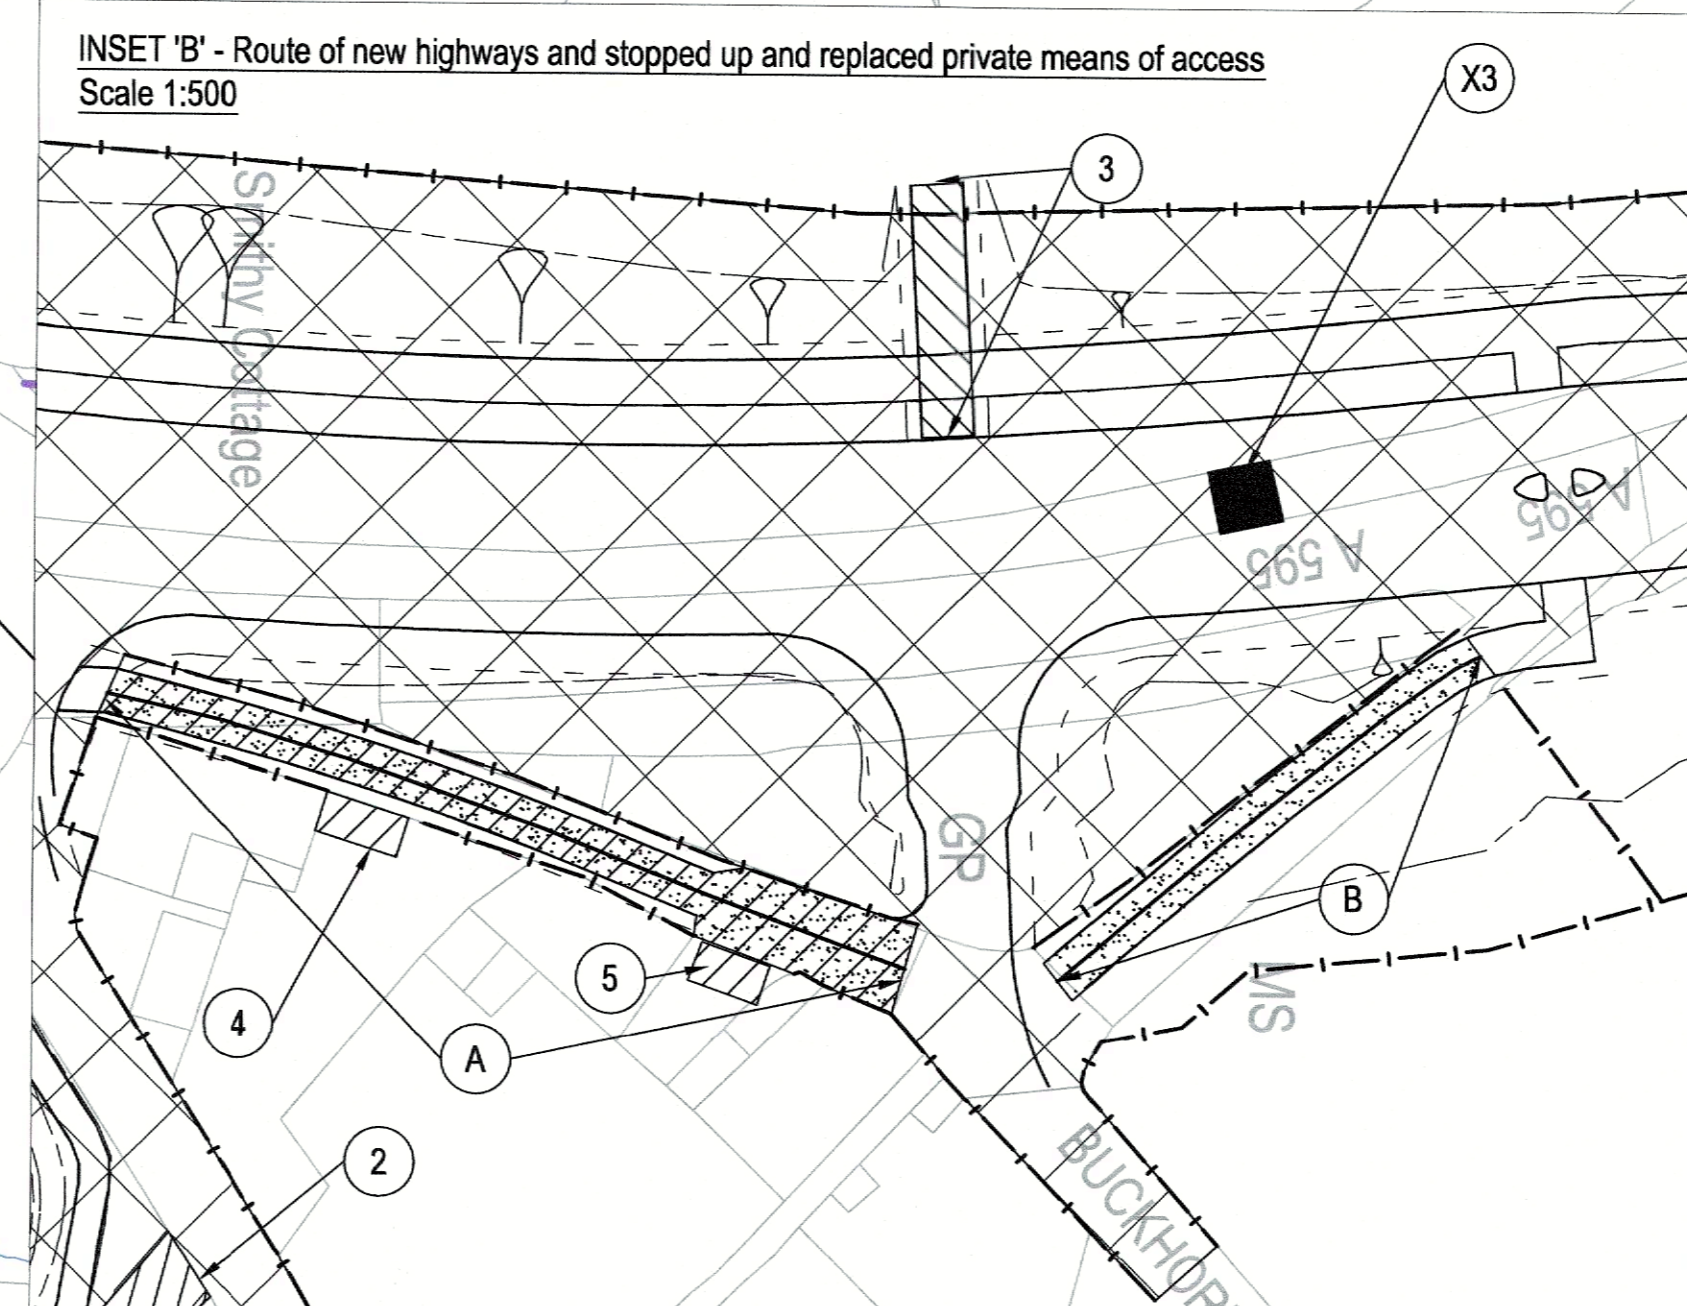 INSET 'B' - Route of new highways and stopped up and replaced private means of access
Scale 1:500
X3
3
Smithy Cottage
A 595
A 595
GP
B
5
4
A
MS
2